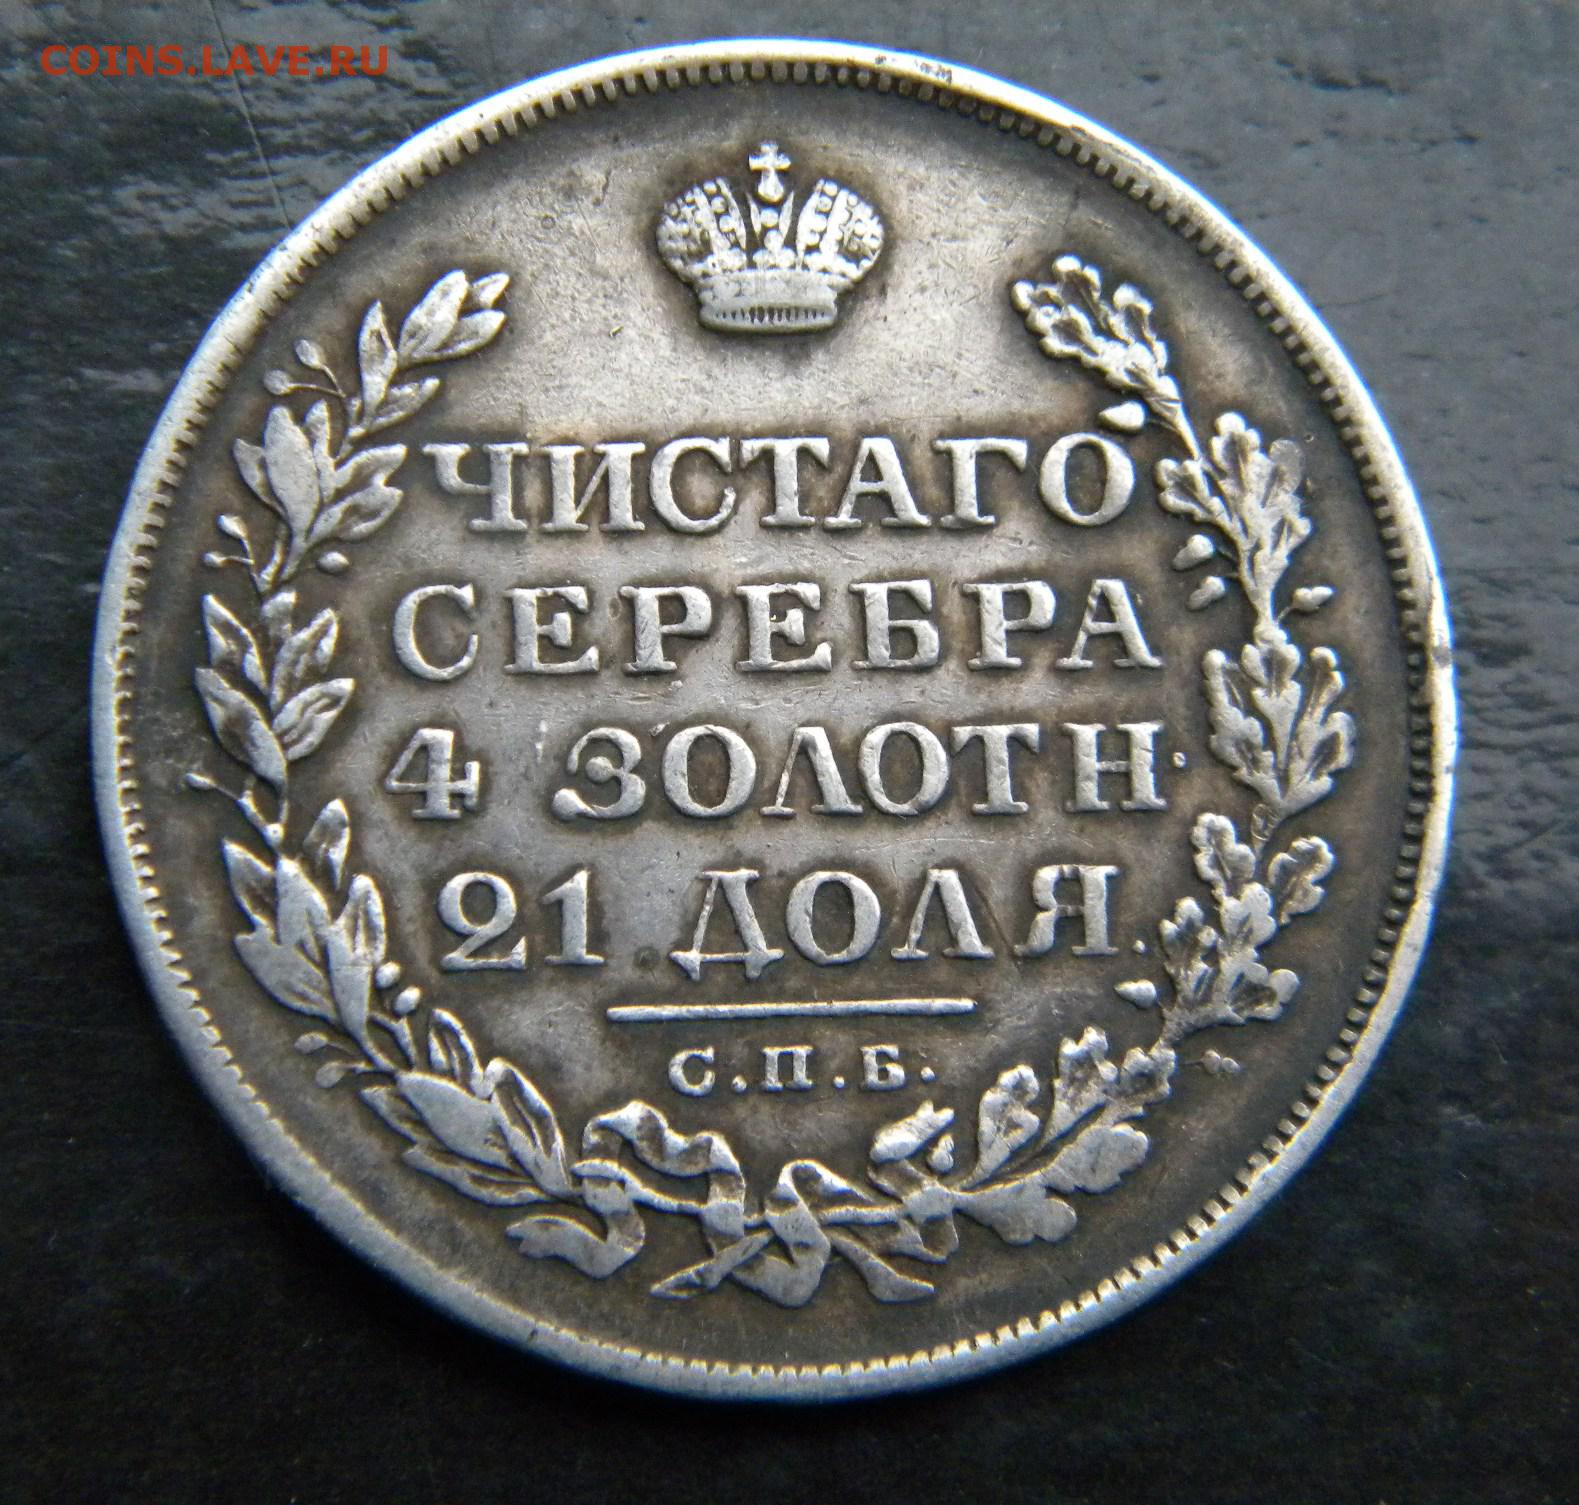 COINS.LAVE.RU
ЧИСТАГО
СЕРЕБРА
4 ЗОЛОТН.
21 ДОЛЯ.
С.П.Б.